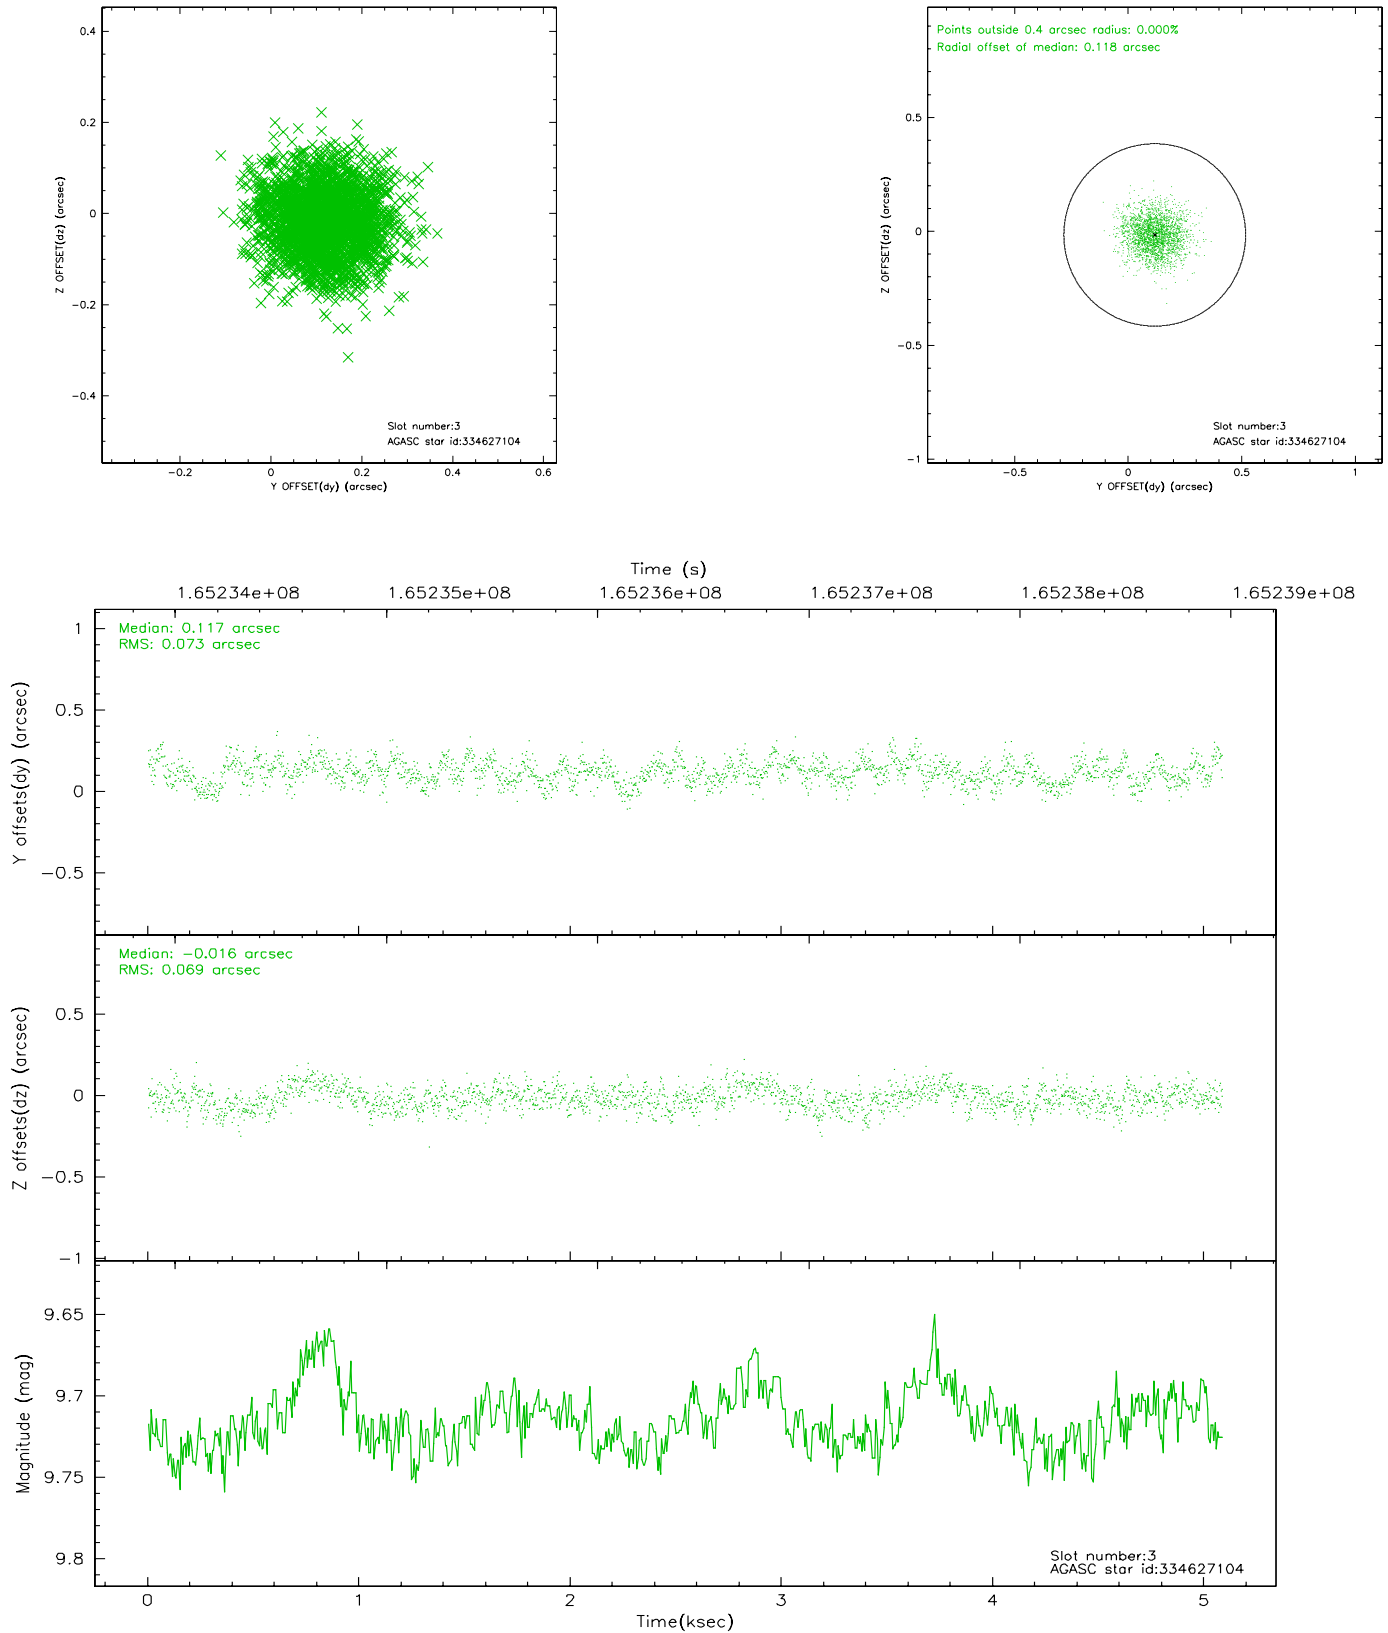 0.4
0.2
0
-0.2
-0.4
Z OFFSET(dz) (arcsec)
Slot number:3
AGASC star id:334627104
-0.2 0 0.2 0.4 0.6
Y OFFSET(dy) (arcsec)
Points outside 0.4 arcsec radius: 0.000%
Radial offset of median: 0.118 arcsec
0.5
0
-0.5
-1
Z OFFSET(dz) (arcsec)
Slot number:3
AGASC star id:334627104
-0.5 0 0.5 1
Y OFFSET(dy) (arcsec)
Time (s)
1.65234e+08 1.65235e+08 1.65236e+08 1.65237e+08 1.65238e+08 1.65239e+08
Median: 0.117 arcsec
RMS: 0.073 arcsec
1
0.5
0
-0.5
Y offsets(dy) (arcsec)
Median: -0.016 arcsec
RMS: 0.069 arcsec
0.5
0
-0.5
-1
Z offsets(dz) (arcsec)
9.65
9.7
9.75
9.8
Magnitude (mag)
Slot number:3
AGASC star id:334627104
0 1 2 3 4 5
Time(ksec)